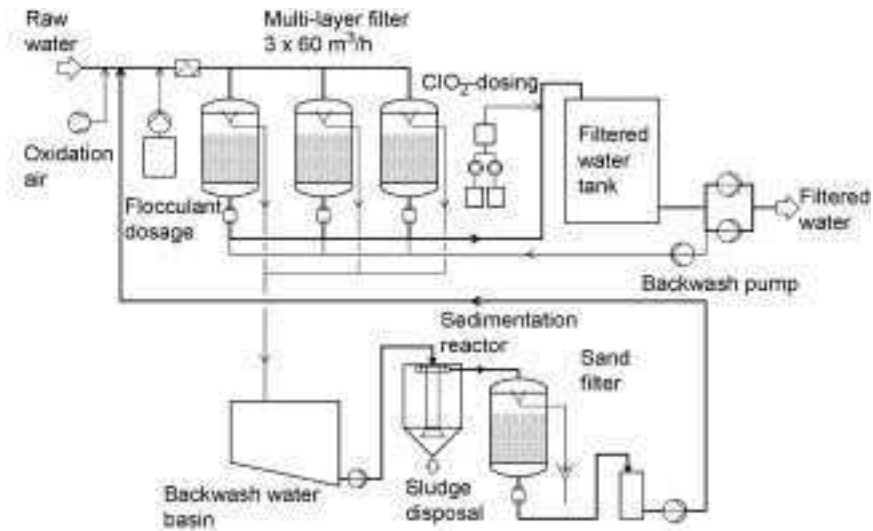 Raw
water
Multi-layer filter
3 x 60 m³/h
ClO₂-dosing
Oxidation
air
Flocculant
dosage
Filtered
water
tank
Filtered
water
Backwash pump
Sedimentation
reactor
Sand
filter
Backwash water
basin
Sludge
disposal